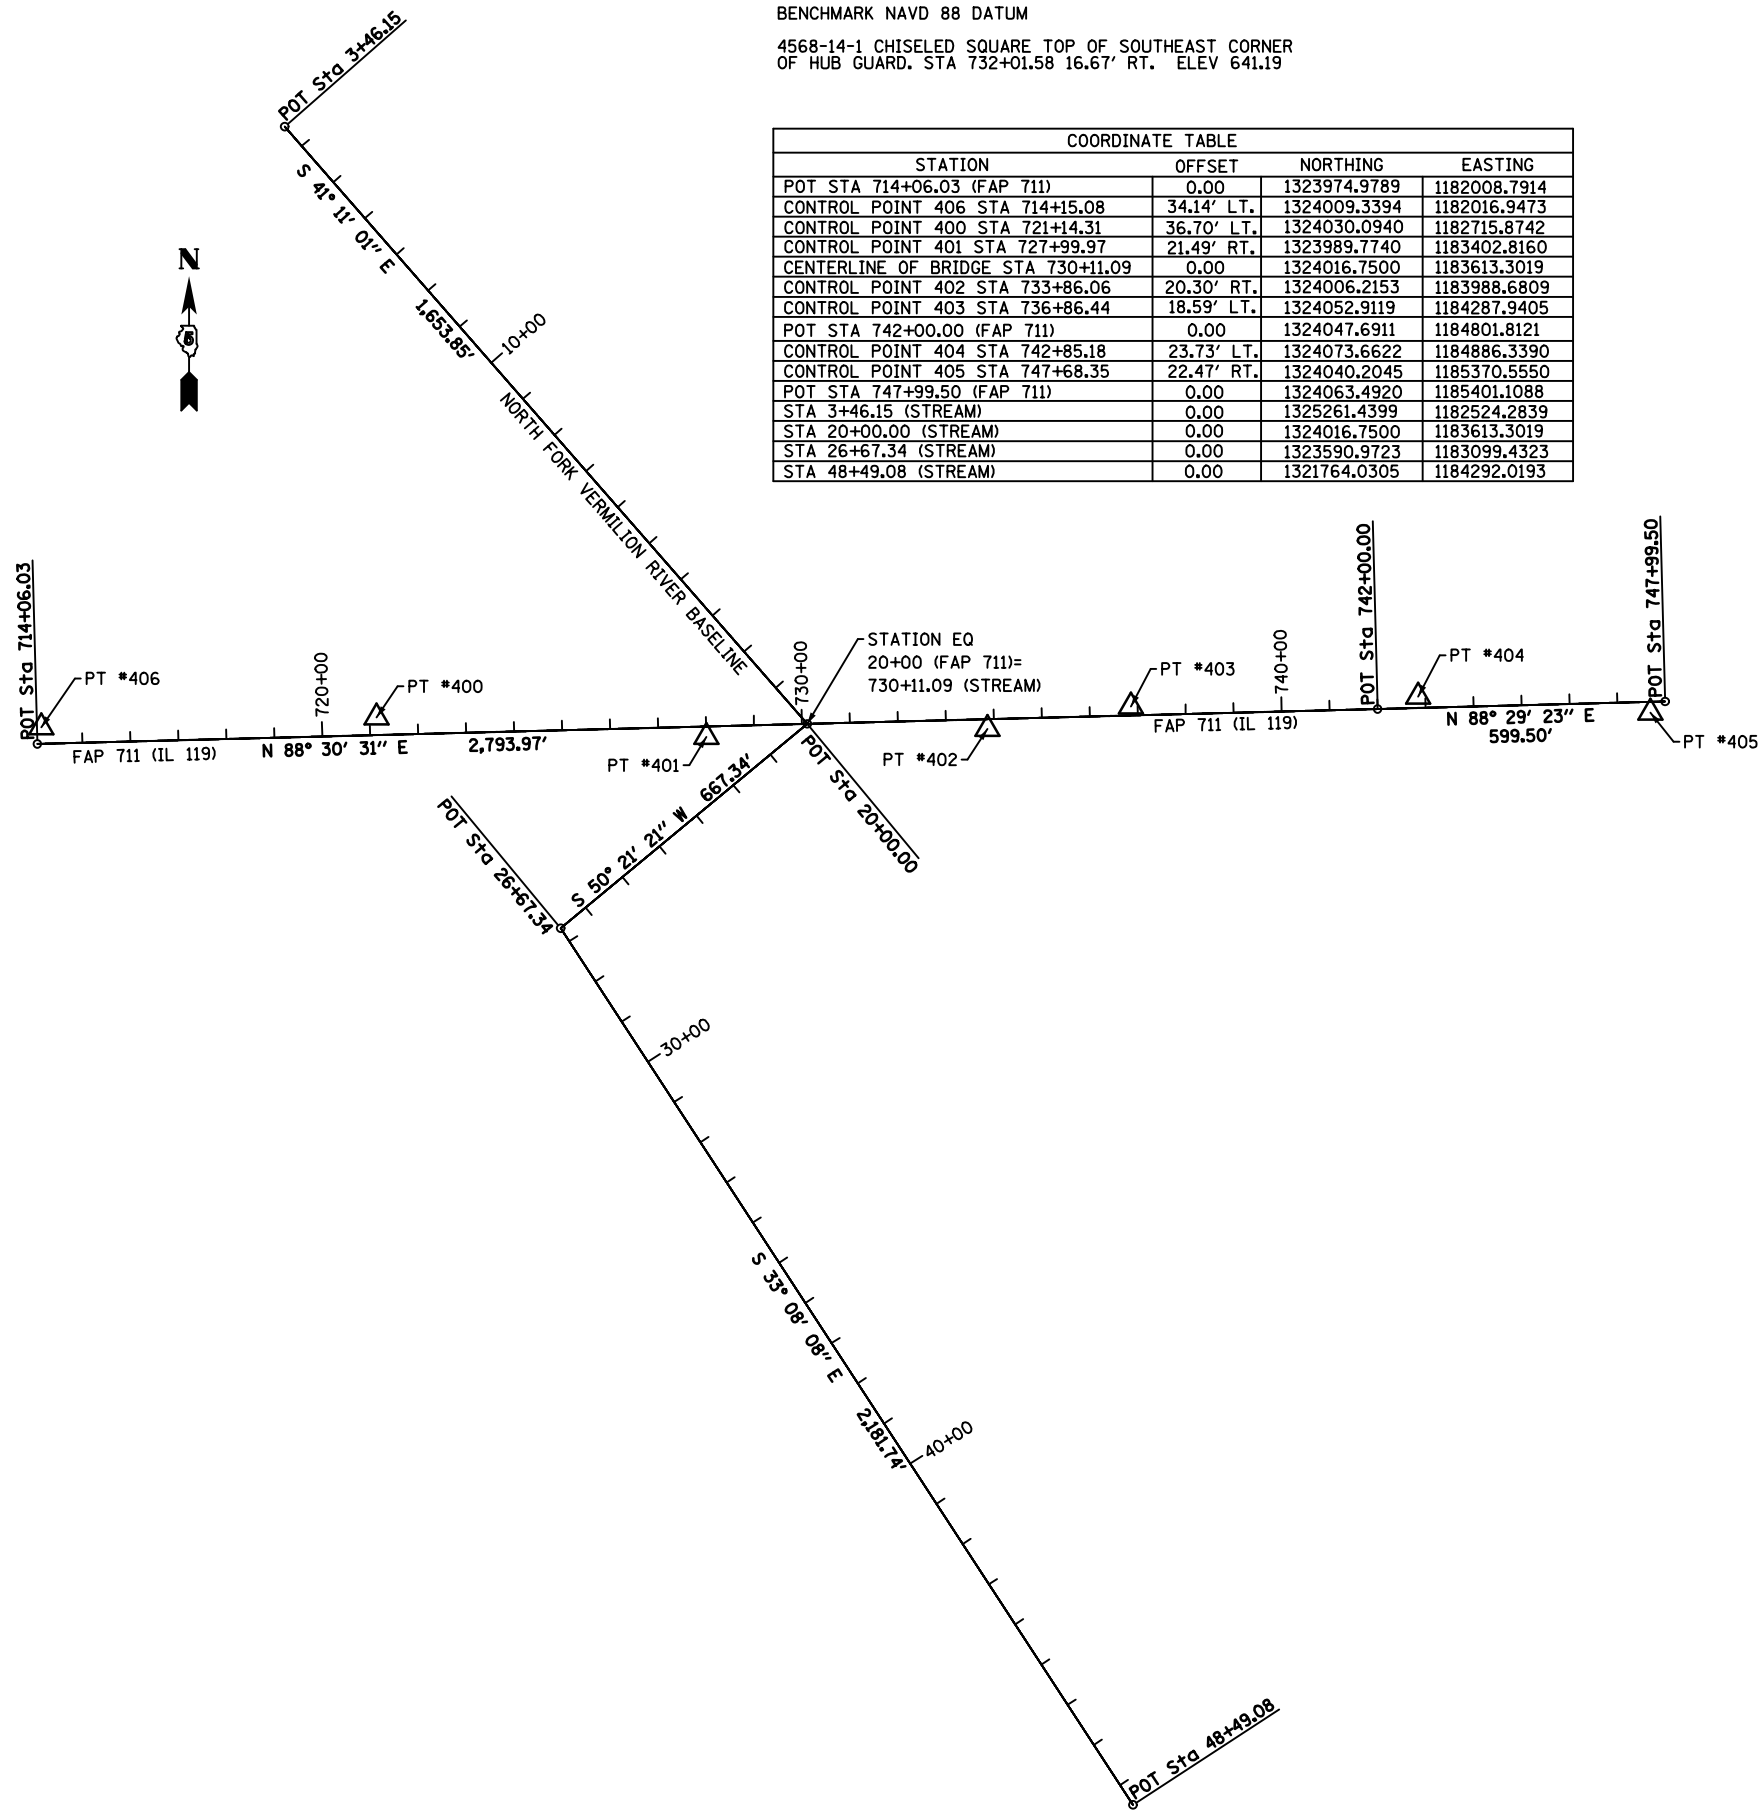 BENCHMARK NAVD 88 DATUM
4568-14-1 CHISELED SQUARE TOP OF SOUTHEAST CORNER
OF HUB GUARD. STA 732+01.58 16.67' RT. ELEV 641.19
COORDINATE TABLE
STATION OFFSET NORTHING EASTING
POT STA 714+06.03 (FAP 711) 0.00 1323974.9789 1182008.7914
CONTROL POINT 406 STA 714+15.08 34.14' LT. 1324009.3394 1182016.9473
CONTROL POINT 400 STA 721+14.31 36.70' LT. 1324030.0940 1182715.8742
CONTROL POINT 401 STA 727+99.97 21.49' RT. 1323989.7740 1183402.8160
CENTERLINE OF BRIDGE STA 730+11.09 0.00 1324016.7500 1183613.3019
CONTROL POINT 402 STA 733+86.06 20.30' RT. 1324006.2153 1183988.6809
CONTROL POINT 403 STA 736+86.44 18.59' LT. 1324052.9119 1184287.9405
POT STA 742+00.00 (FAP 711) 0.00 1324047.6911 1184801.8121
CONTROL POINT 404 STA 742+85.18 23.73' LT. 1324073.6622 1184886.3390
CONTROL POINT 405 STA 747+68.35 22.47' RT. 1324040.2045 1185370.5550
POT STA 747+99.50 (FAP 711) 0.00 1324063.4920 1185401.1088
STA 3+46.15 (STREAM) 0.00 1325261.4399 1182524.2839
STA 20+00.00 (STREAM) 0.00 1324016.7500 1183613.3019
STA 26+67.34 (STREAM) 0.00 1323590.9723 1183099.4323
STA 48+49.08 (STREAM) 0.00 1321764.0305 1184292.0193
POT Sta 3+46.15
S 41° 11' 01" E 1,653.85'
N
5
10+00
NORTH FORK VERMILION RIVER BASELINE
POT Sta 714+06.03
PT #406
720+00
PT #400
730+00
STATION EQ
20+00 (FAP 711)=
730+11.09 (STREAM)
PT #403
740+00
POT Sta 742+00.00
PT #404
POT Sta 747+99.50
FAP 711 (IL 119)
N 88° 30' 31" E 2,793.97'
PT #401
PT #402
FAP 711 (IL 119)
N 88° 29' 23" E
599.50'
PT #405
POT Sta 20+00.00
S 50° 21' 21" W 667.34'
POT Sta 26+67.34
30+00
S 33° 08' 08" E 2,181.74'
40+00
POT Sta 48+49.08